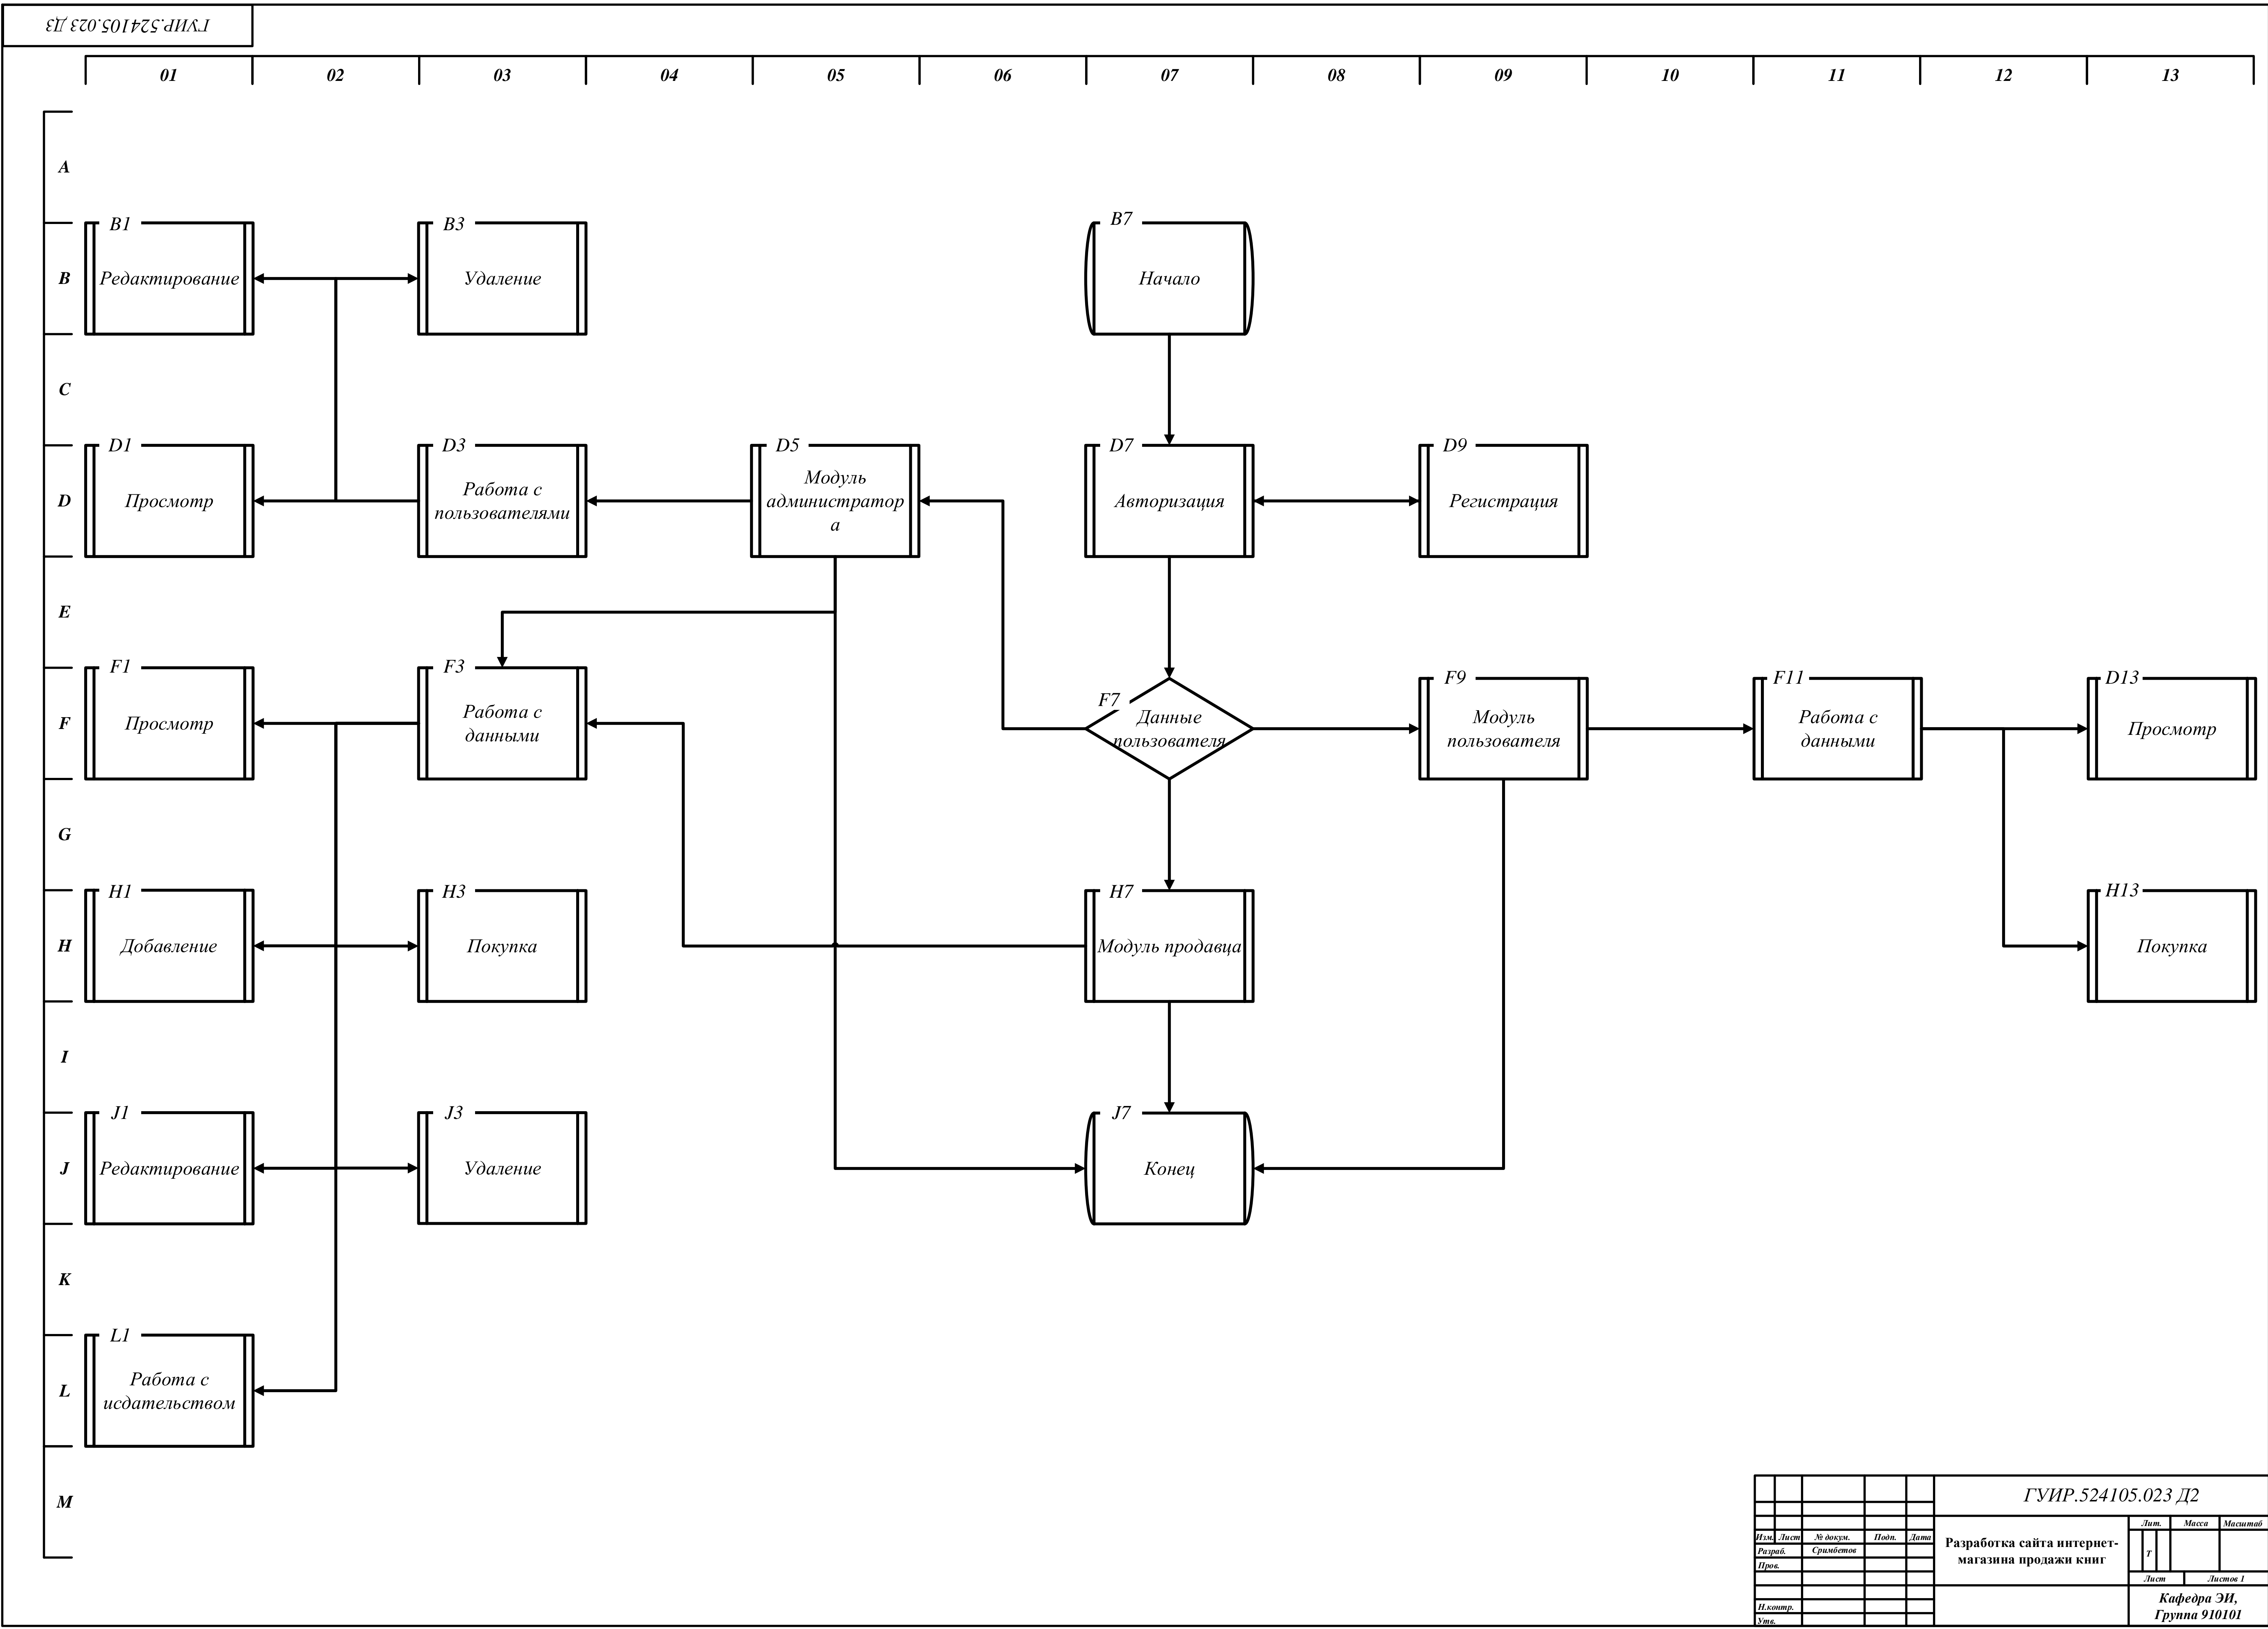 ГУИР.524105.023 Д3
01 02 03 04 05 06 07 08 09 10 11 12 13
A
B
C
D
E
F
G
H
I
J
K
L
M
B1
Редактирование
B3
Удаление
B7
Начало
D1
Просмотр
D3
Работа с
пользователями
D5
Модуль
администратор
а
D7
Авторизация
D9
Регистрация
F1
Просмотр
F3
Работа с
данными
F7
Данные
пользователя
F9
Модуль
пользователя
F11
Работа с
данными
D13
Просмотр
H1
Добавление
H3
Покупка
H7
Модуль продавца
H13
Покупка
J1
Редактирование
J3
Удаление
J7
Конец
L1
Работа с
исдательством
ГУИР.524105.023 Д2
Изм. Лист № докум. Подп. Дата
Разраб. Сримбетов
Пров.
Н.контр.
Утв.
Разработка сайта интернет-
магазина продажи книг
Лит. Масса Масштаб
Т
Лист Листов 1
Кафедра ЭИ,
Группа 910101